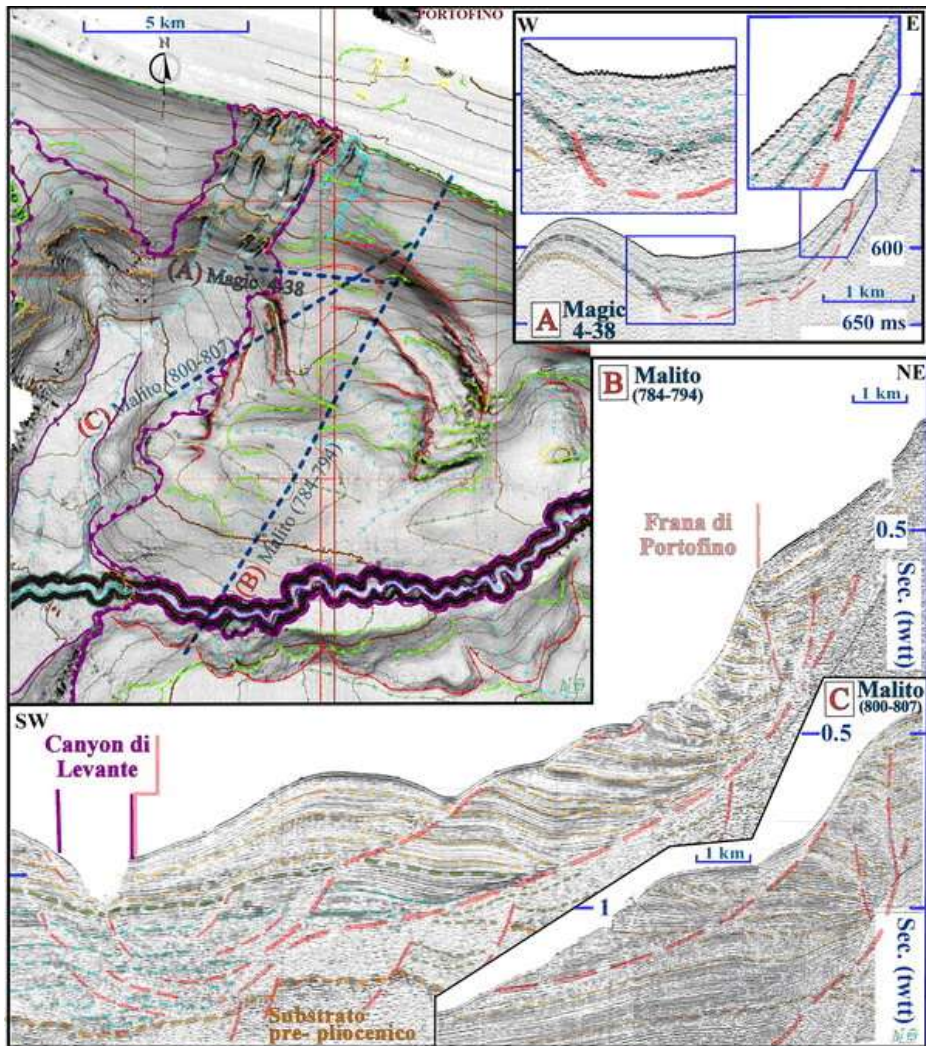 PORTOFINO
5 km
N
(A) Magic 4-38
(C) Malito (800-807)
(B) Malito (784-794)
W
E
600
1 km
650 ms
A Magic
4-38
B Malito
(784-794)
NE
1 km
Frana di
Portofino
0.5
Sec. (twtt)
C Malito
(800-807)
0.5
SW
Canyon di
Levante
1 km
1
Sec. (twtt)
Substrato
pre- pliocenico